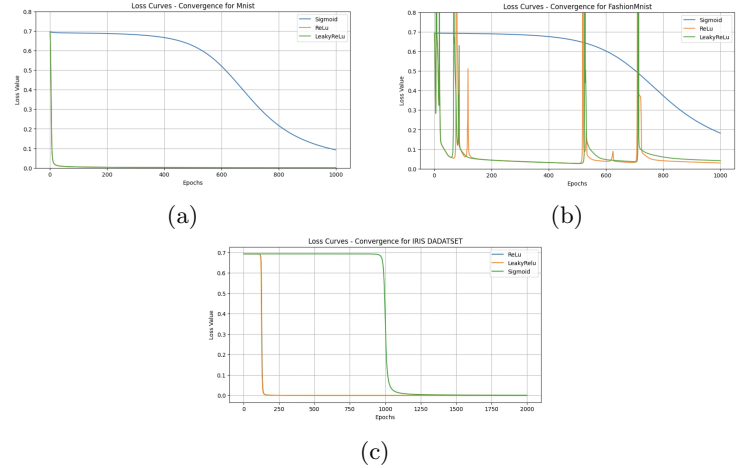 Loss Curves - Convergence for Mnist
Loss Value
0.8
0.7
0.6
0.5
0.4
0.3
0.2
0.1
0.0
0
200
400
600
800
1000
Epochs
Sigmoid
ReLu
LeakyReLu
(a)
Loss Curves - Convergence for FashionMnist
Loss Value
0.8
0.7
0.6
0.5
0.4
0.3
0.2
0.1
0.0
0
200
400
600
800
1000
Epochs
Sigmoid
ReLu
LeakyReLu
(b)
Loss Curves - Convergence for IRIS DADATSET
Loss Value
0.7
0.6
0.5
0.4
0.3
0.2
0.1
0.0
0
250
500
750
1000
1250
1500
1750
2000
Epochs
ReLu
LeakyRelu
Sigmoid
(c)